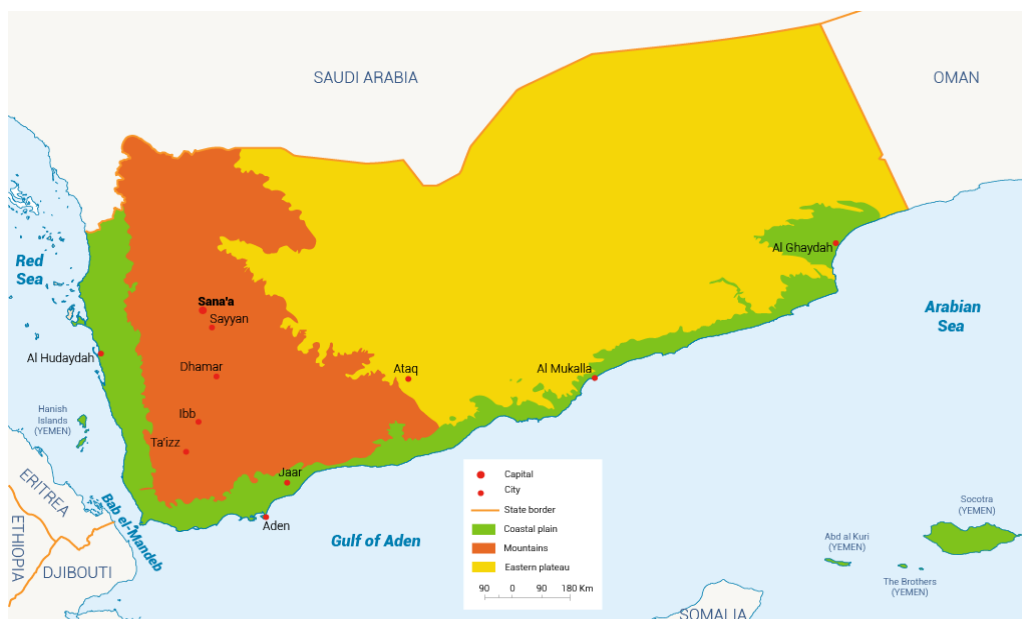 SAUDI ARABIA
OMAN
Red
Sea
Al Ghaydah
Sana'a
Sayyan
Arabian
Sea
Al Hudaydah
Dhamar
Ataq
Al Mukalla
Hanish
Islands
(YEMEN)
Ibb
Ta'izz
Jaar
Aden
ERITREA
Bab el-Mandeb
ETHIOPIA
DJIBOUTI
Gulf of Aden
Capital
City
State border
Coastal plain
Mountains
Eastern plateau
90 0 90 180 Km
Socotra
(YEMEN)
Abd al Kuri
(YEMEN)
The Brothers
(YEMEN)
SOMALIA